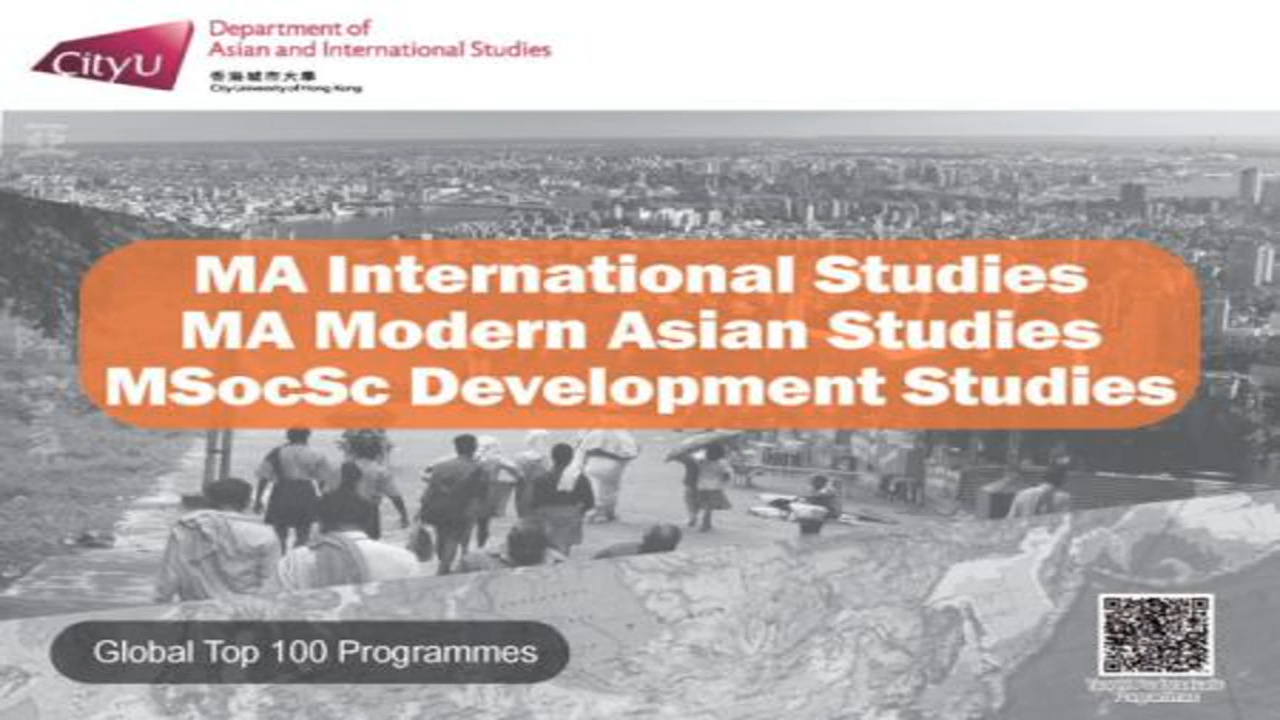 CityU
Department of
Asian and International Studies
香港城市大學
City University of Hong Kong
MA International Studies
MA Modern Asian Studies
MSocSc Development Studies
Global Top 100 Programmes
Programmes